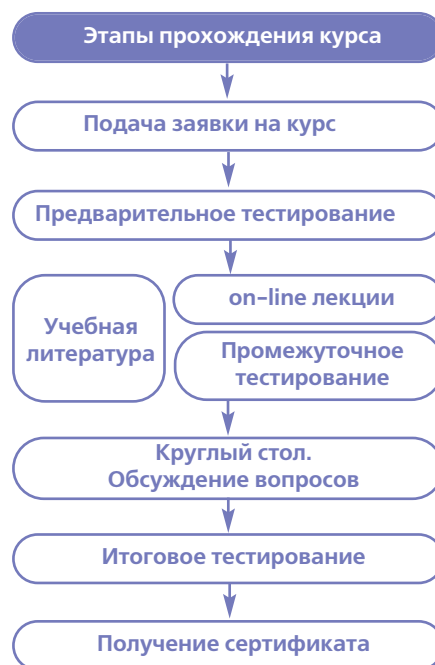 Этапы прохождения курса
Подача заявки на курс
Предварительное тестирование
Учебная
литература
on-line лекции
Промежуточное
тестирование
Круглый стол.
Обсуждение вопросов
Итоговое тестирование
Получение сертификата